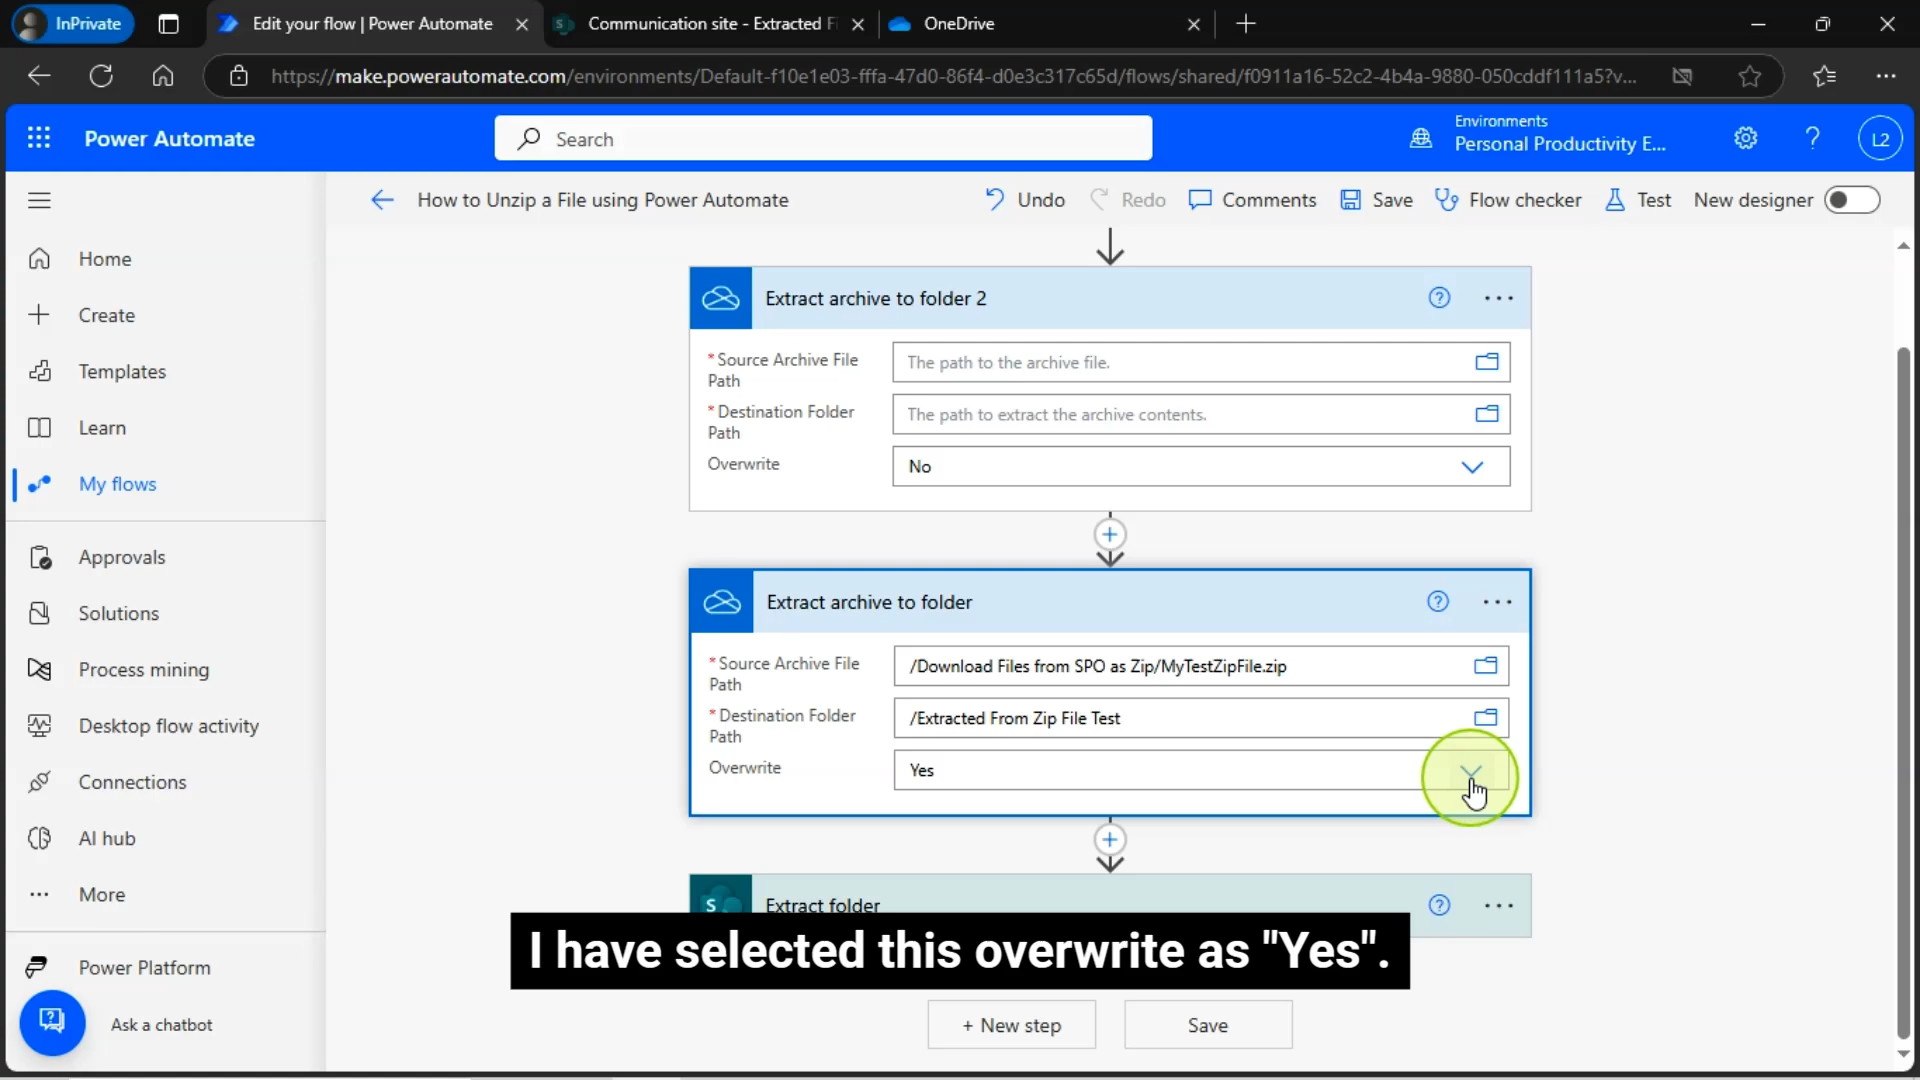 InPrivate
Edit your flow | Power Automate
Communication site - Extracted Fi
OneDrive
https://make.powerautomate.com/environments/Default-f10e1e03-fffa-47d0-86f4-d0e3c317c65d/flows/shared/f0911a16-52c2-4b4a-9880-050cddf111a5?v...
Power Automate
Search
Environments
Personal Productivity E...
L2
How to Unzip a File using Power Automate
Undo
Redo
Comments
Save
Flow checker
Test
New designer
Home
Create
Templates
Learn
My flows
Approvals
Solutions
Process mining
Desktop flow activity
Connections
AI hub
More
Power Platform
Ask a chatbot
Extract archive to folder 2
*Source Archive File Path
The path to the archive file.
*Destination Folder Path
The path to extract the archive contents.
Overwrite
No
Extract archive to folder
*Source Archive File Path
/Download Files from SPO as Zip/MyTestZipFile.zip
*Destination Folder Path
/Extracted From Zip File Test
Overwrite
Yes
Extract folder
I have selected this overwrite as "Yes".
+ New step
Save